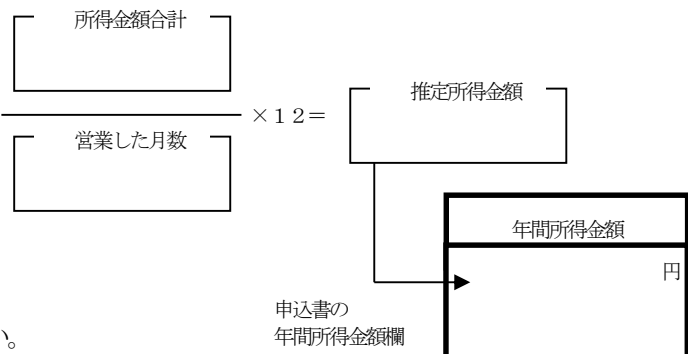 所得金額合計
×12=
営業した月数
推定所得金額
年間所得金額
円
申込書の
年間所得金額欄
い。